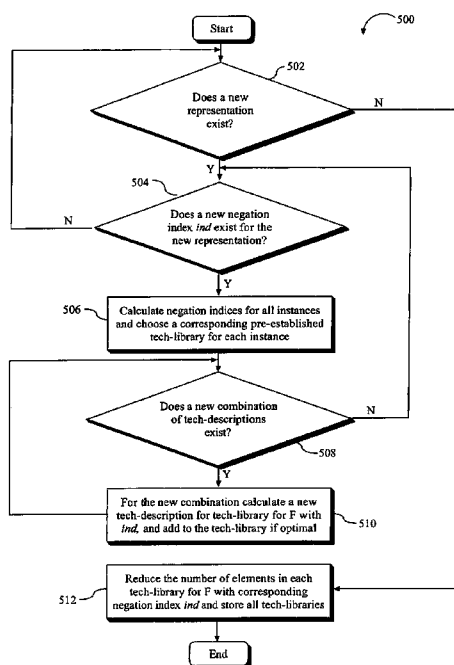 Start
500
502
Does a new
representation
exist?
N
Y
504
Does a new negation
index ind exist for the
new representation?
N
Y
506
Calculate negation indices for all instances
and choose a corresponding pre-established
tech-library for each instance
Does a new combination
of tech-descriptions
exist?
N
508
Y
For the new combination calculate a new
tech-description for tech-library for F with
ind, and add to the tech-library if optimal
510
Reduce the number of elements in each
tech-library for F with corresponding
negation index ind and store all tech-libraries
512
End